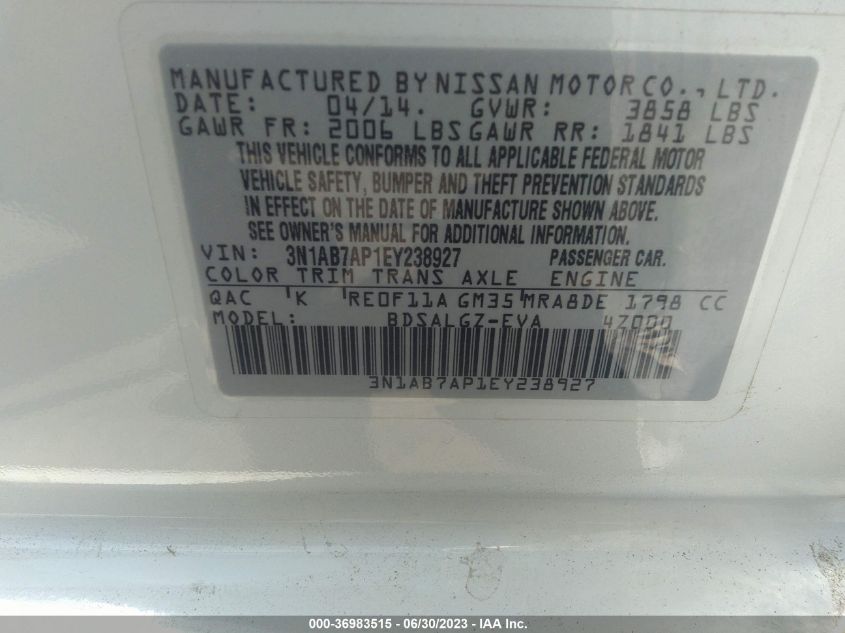 MANUFACTURED BY NISSAN MOTOR CO., LTD.
DATE: 04/14. GVWR: 3858 LBS
GAWR FR: 2006 LBS GAWR RR: 1841 LBS
THIS VEHICLE CONFORMS TO ALL APPLICABLE FEDERAL MOTOR
VEHICLE SAFETY, BUMPER AND THEFT PREVENTION STANDARDS
IN EFFECT ON THE DATE OF MANUFACTURE SHOWN ABOVE.
SEE OWNER'S MANUAL FOR ADDITIONAL INFORMATION.
VIN: 3N1AB7AP1EY238927 PASSENGER CAR.
COLOR TRIM TRANS AXLE ENGINE
QAC K RE0F11A GM35 MRA8DE 1798 CC
MODEL: BDSALGZ-EVA 4Z000
3N1AB7AP1EY238927
000-36983515 - 06/30/2023 - IAA Inc.